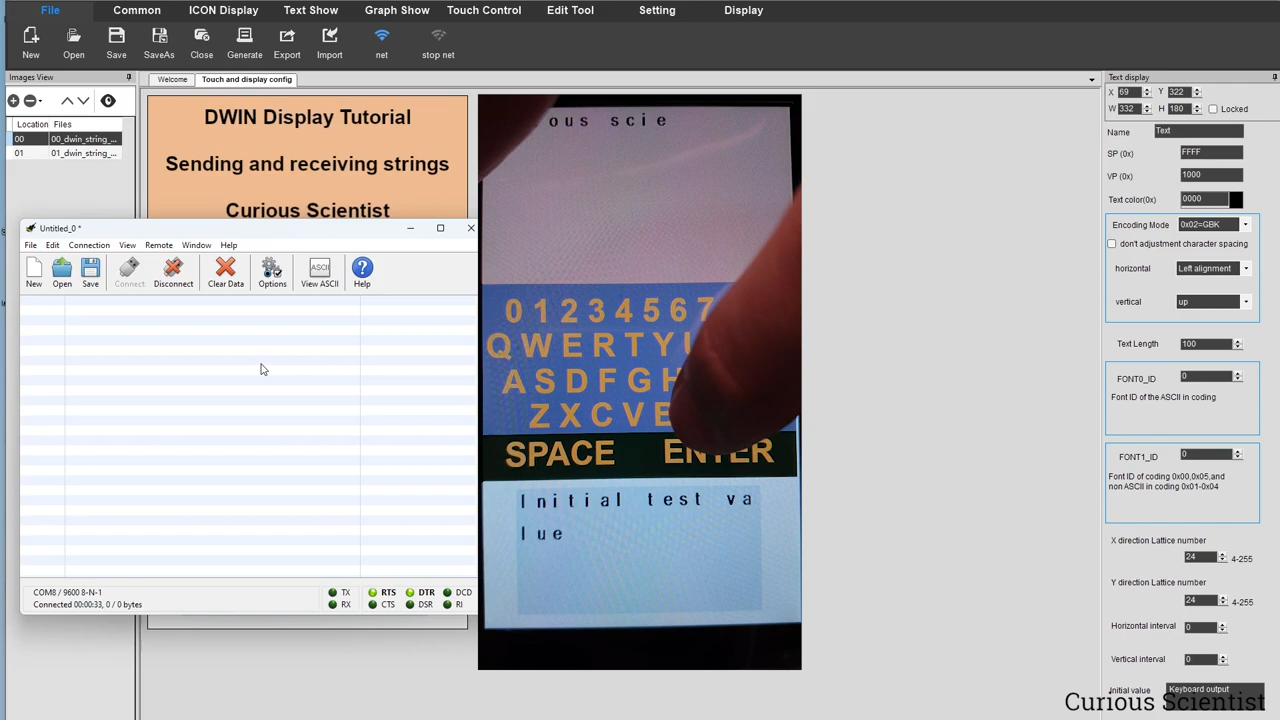 File Common ICON Display Text Show Graph Show Touch Control Edit Tool Setting Display
New Open Save SaveAs Close Generate Export Import net stop net
Images View
Welcome Touch and display config
Location Files
00 00_dwin_string_...
01 01_dwin_string_...
DWIN Display Tutorial
Sending and receiving strings
Curious Scientist
Untitled_0 *
File Edit Connection View Remote Window Help
New Open Save Connect Disconnect Clear Data Options View ASCII Help
ASCII
COM8 / 9600 8-N-1
Connected 00:00:33, 0 / 0 bytes
TX RTS DTR DCD
RX CTS DSR RI
ous scie
0 1 2 3 4 5 6 7
Q W E R T Y U
A S D F G H
Z X C V B
SPACE ENTER
Initial test va
lue
Text display
X 69 Y 322
W 332 H 180 Locked
Name Text
SP (0x) FFFF
VP (0x) 1000
Text color(0x) 0000
Encoding Mode 0x02=GBK
don't adjustment character spacing
horizontal Left alignment
vertical up
Text Length 100
FONT0_ID 0
Font ID of the ASCII in coding
FONT1_ID 0
Font ID of coding 0x00,0x05,and
non ASCII in coding 0x01-0x04
X direction Lattice number
24 4-255
Y direction Lattice number
24 4-255
Horizontal interval 0
Vertical interval 0
Initial value Keyboard output
Curious Scientist